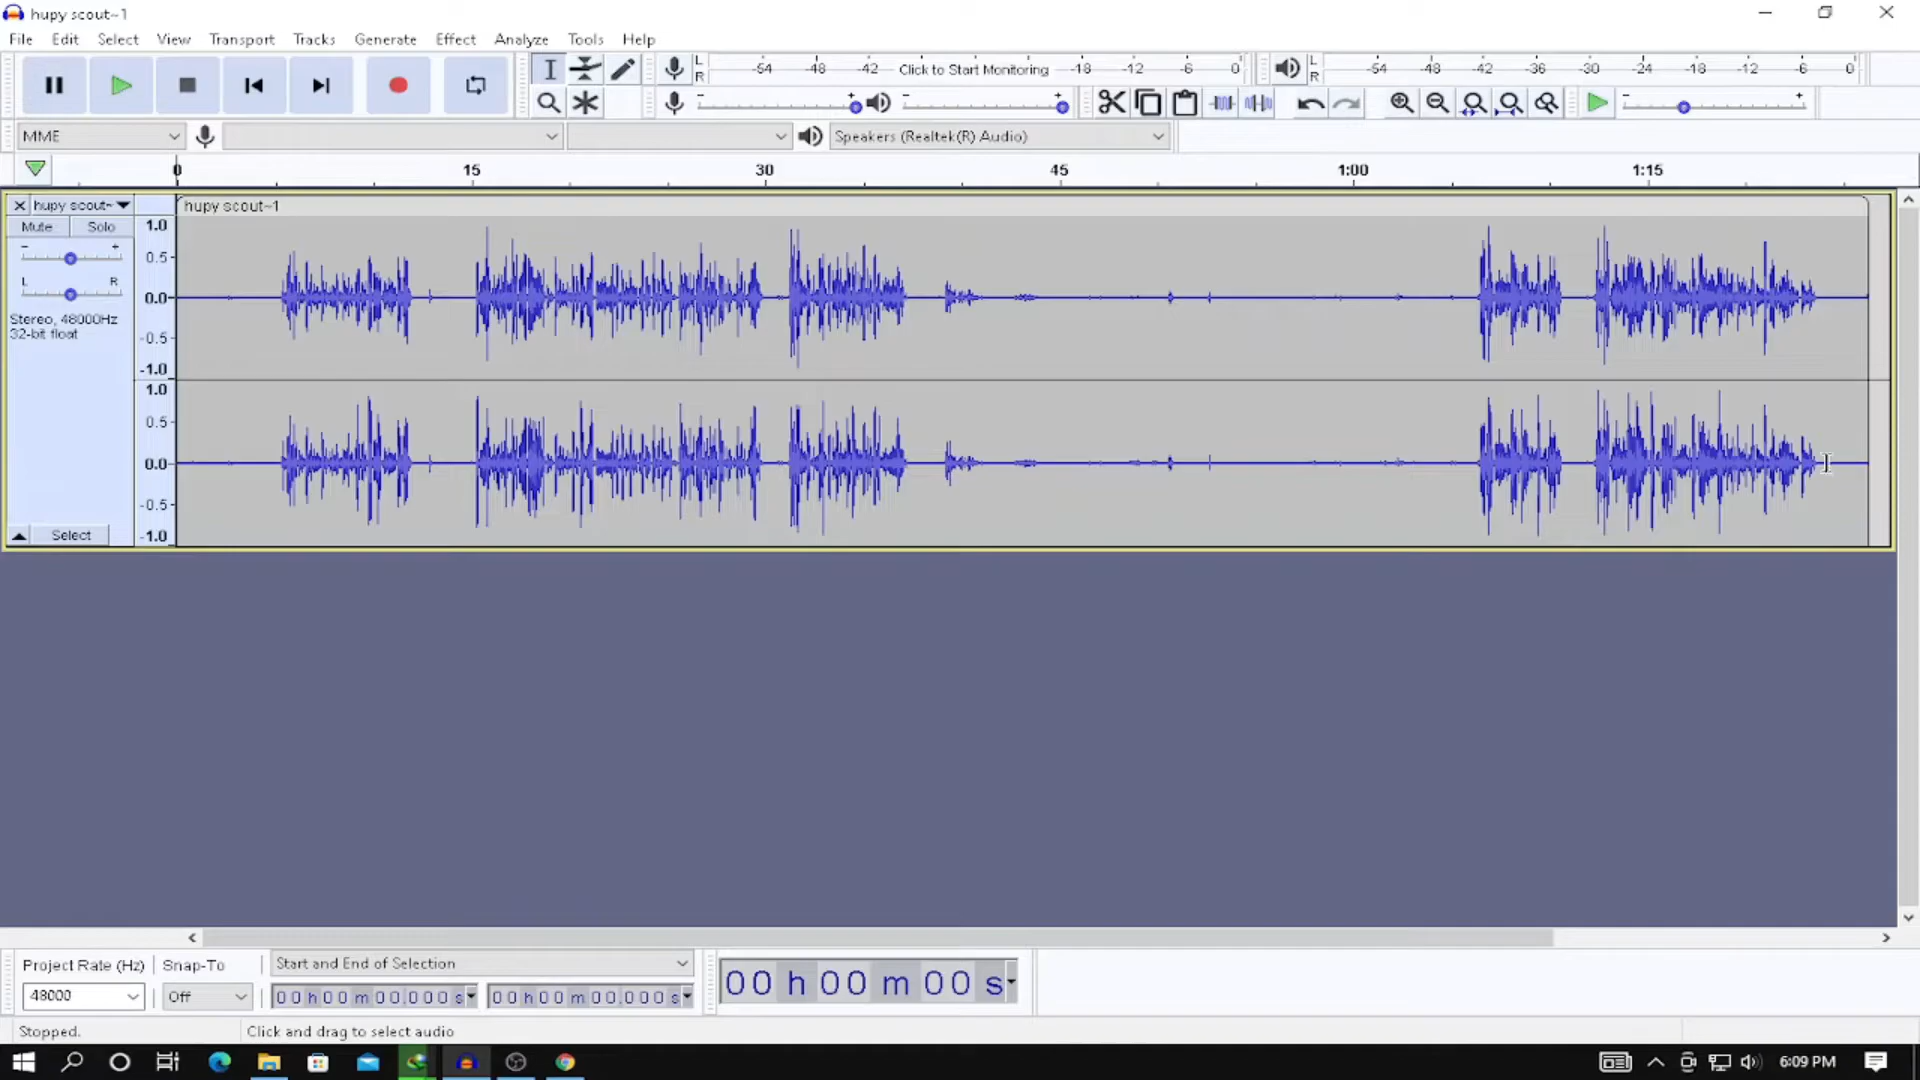 hupy scout~1
File Edit Select View Transport Tracks Generate Effect Analyze Tools Help
L R -54 -48 -42 Click to Start Monitoring -18 -12 -6 0 L R -54 -48 -42 -36 -30 -24 -18 -12 -6 0
- + - + - +
MME Speakers (Realtek(R) Audio)
0 15 30 45 1:00 1:15
hupy scout~ hupy scout~1
Mute Solo
- +
L R
Stereo, 48000Hz
32-bit float
1.0
0.5
0.0
-0.5
-1.0
1.0
0.5
0.0
-0.5
-1.0
Select
Project Rate (Hz) Snap-To Start and End of Selection
48000 Off 00 h 00 m 00.000 s 00 h 00 m 00.000 s 00 h 00 m 00 s
Stopped. Click and drag to select audio
6:09 PM